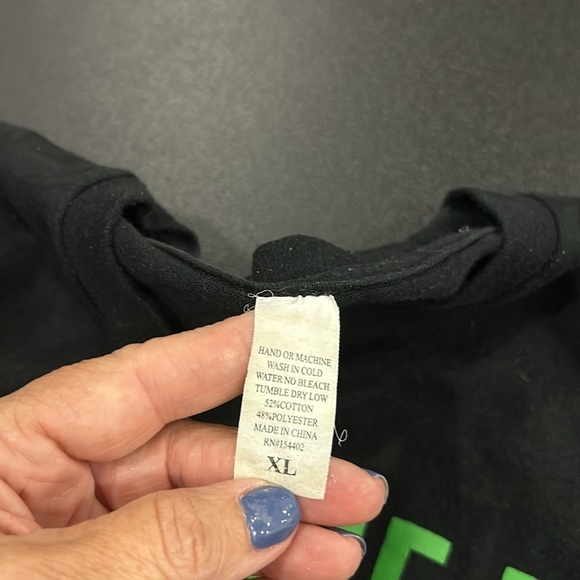 HAND OR MACHINE
WASH IN COLD
WATER NO BLEACH
TUMBLE DRY LOW
52%COTTON
48%POLYESTER
MADE IN CHINA
RN#154402
XL